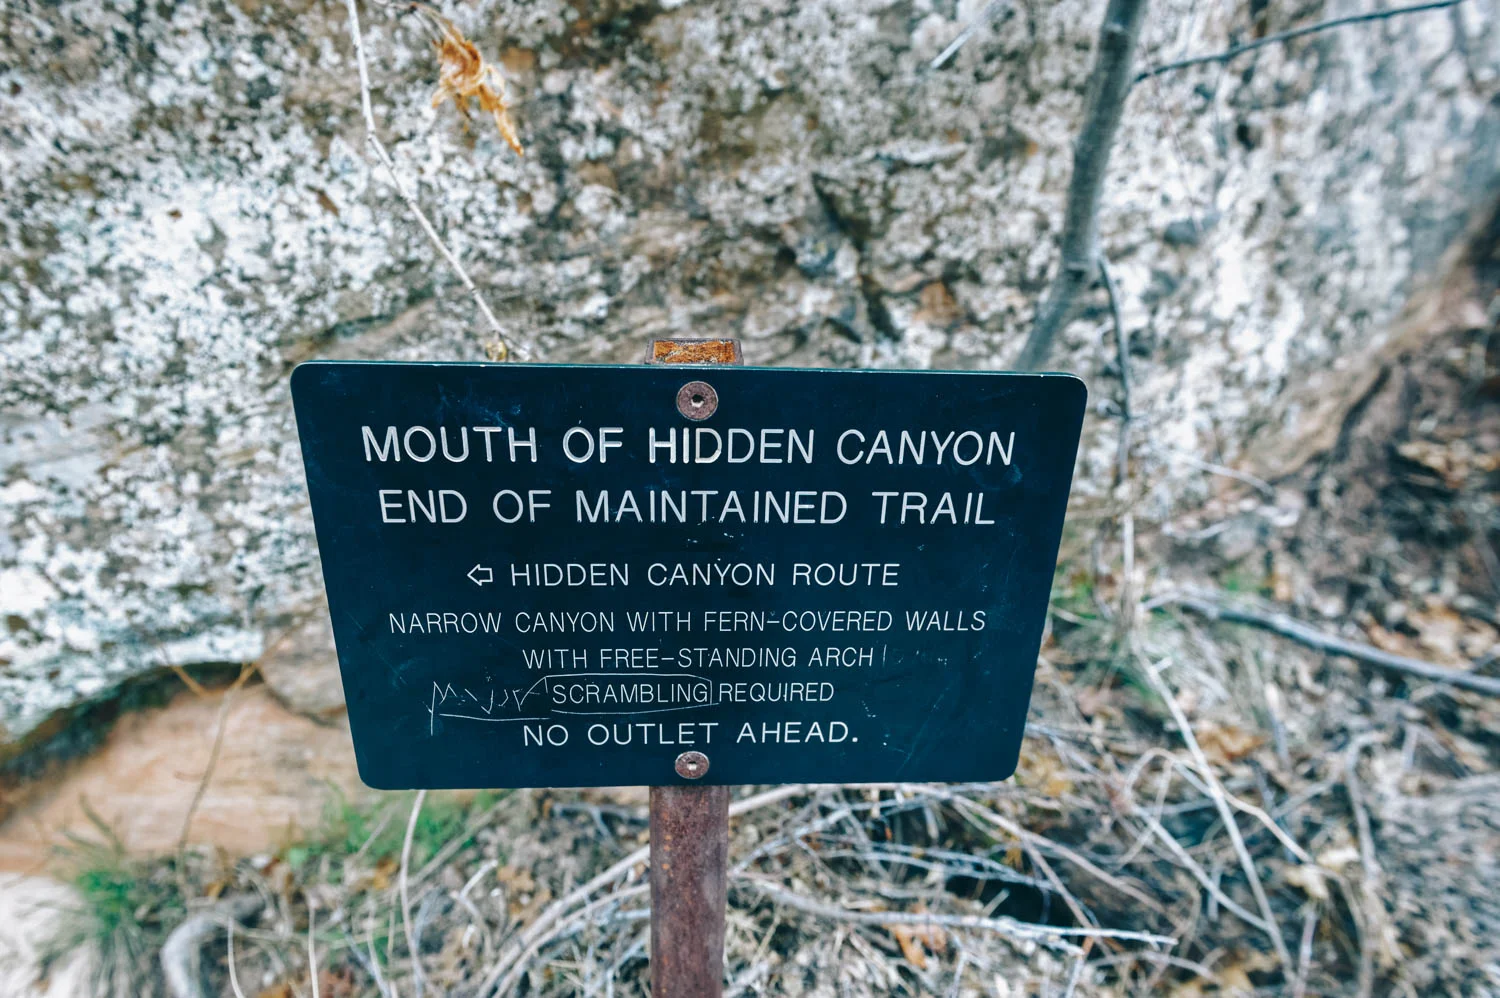 MOUTH OF HIDDEN CANYON
END OF MAINTAINED TRAIL
HIDDEN CANYON ROUTE
NARROW CANYON WITH FERN-COVERED WALLS
WITH FREE-STANDING ARCH
SCRAMBLING REQUIRED
NO OUTLET AHEAD.